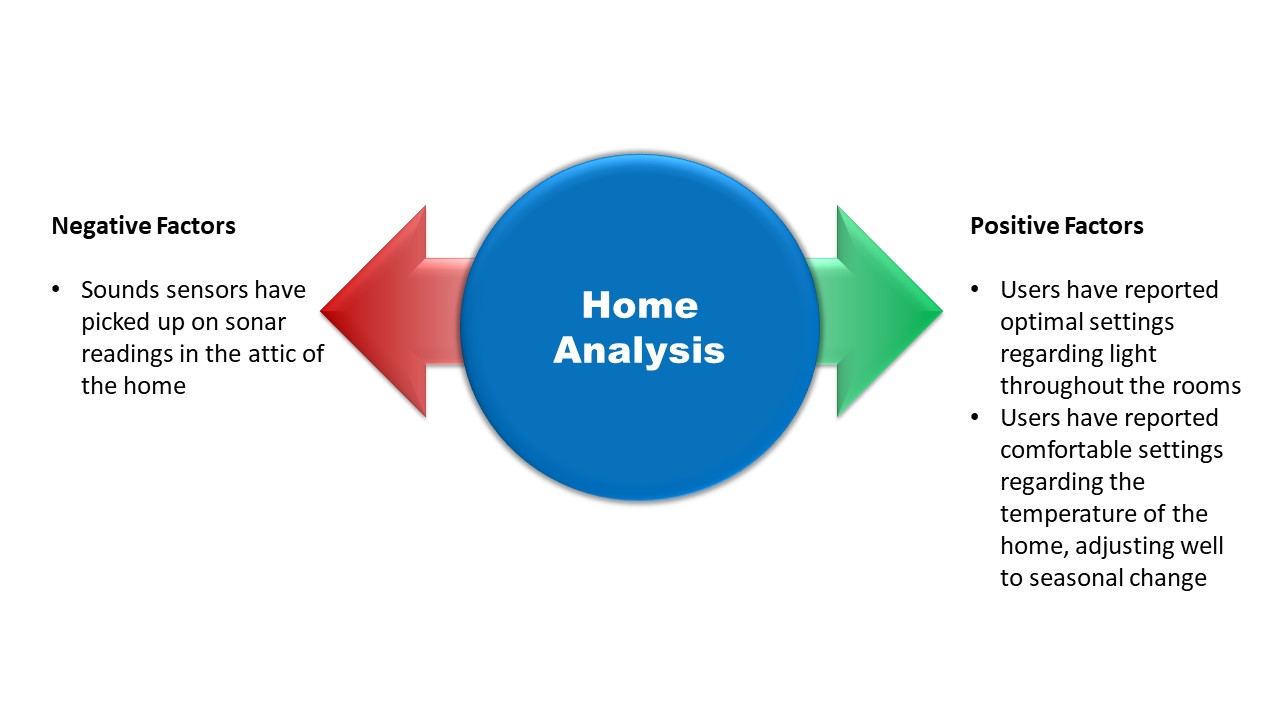 Negative Factors
• Sounds sensors have
picked up on sonar
readings in the attic of
the home
Home
Analysis
Positive Factors
• Users have reported
optimal settings
regarding light
throughout the rooms
• Users have reported
comfortable settings
regarding the
temperature of the
home, adjusting well
to seasonal change